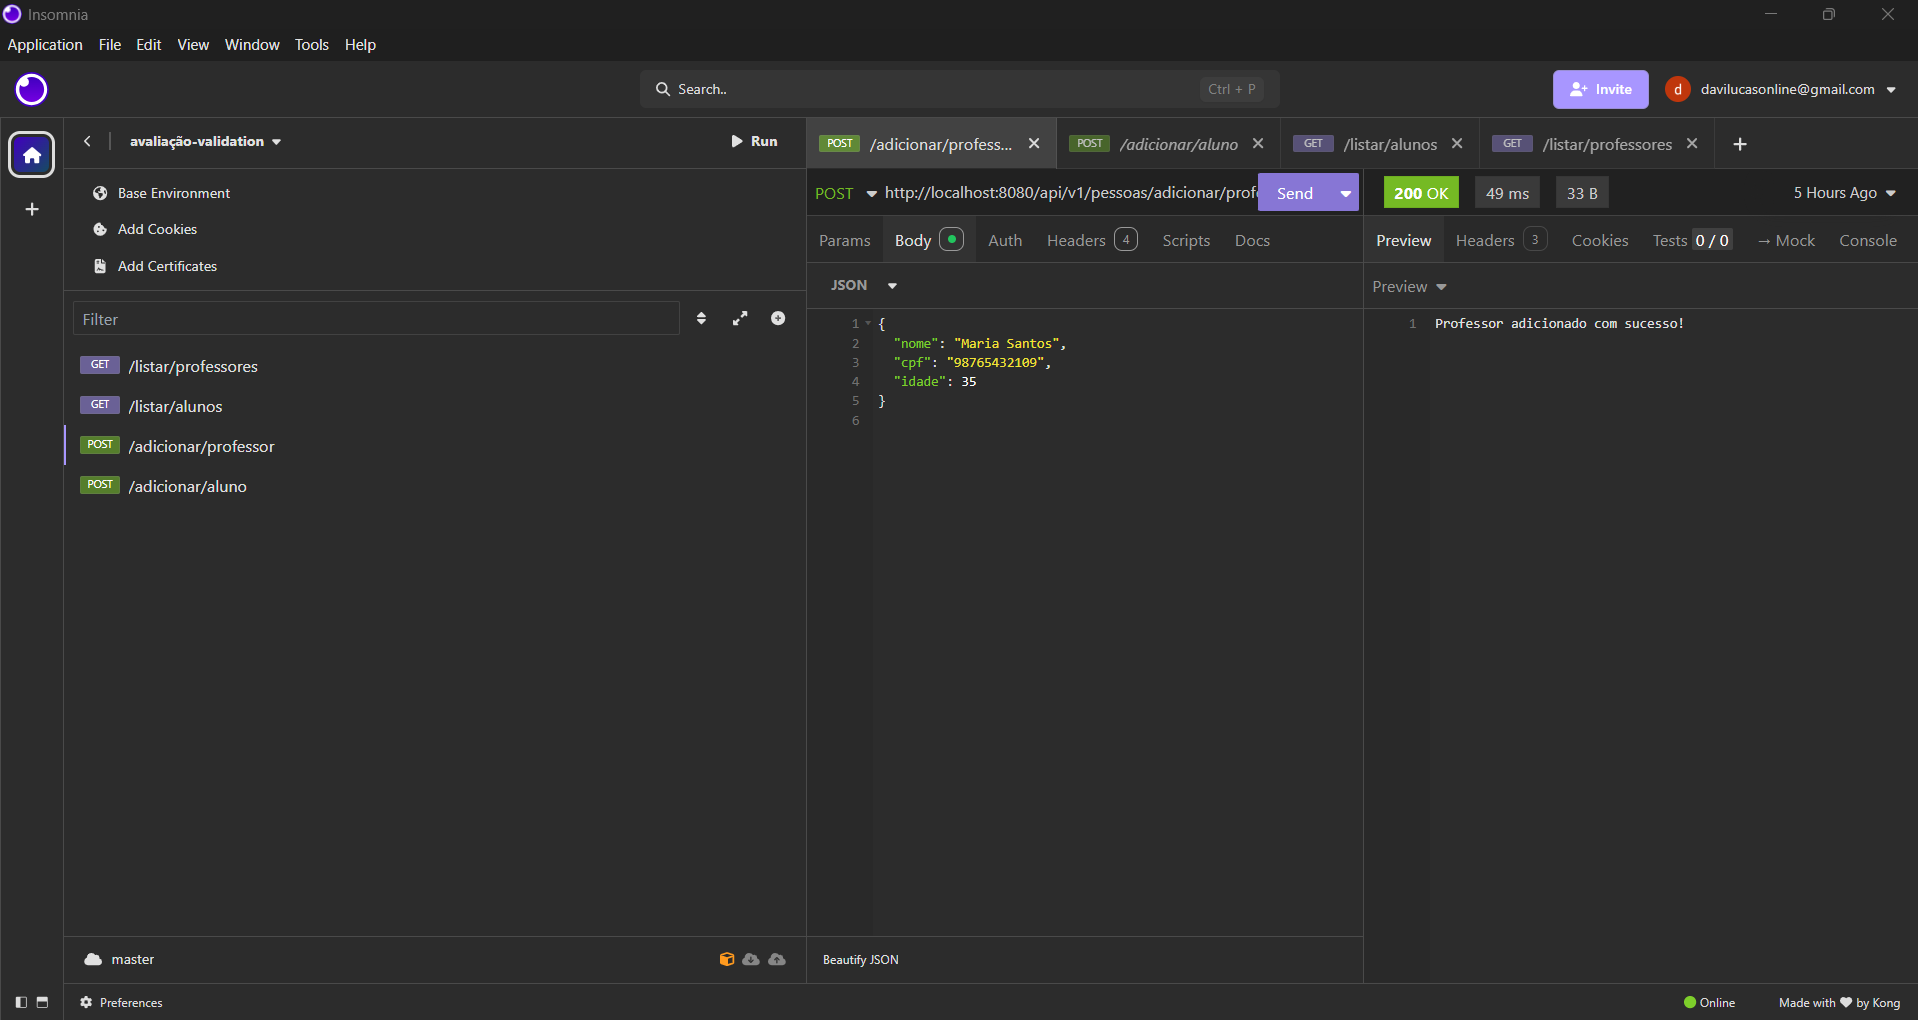 Insomnia
Application File Edit View Window Tools Help
Search.. Ctrl + P
Invite
d davilucasonline@gmail.com
avaliação-validation
Run
Base Environment
Add Cookies
Add Certificates
Filter
GET /listar/professores
GET /listar/alunos
POST /adicionar/professor
POST /adicionar/aluno
master
POST /adicionar/profess...
POST /adicionar/aluno
GET /listar/alunos
GET /listar/professores
POST http://localhost:8080/api/v1/pessoas/adicionar/prof
Send
Params Body Auth Headers 4 Scripts Docs
JSON
1 {
2 "nome": "Maria Santos",
3 "cpf": "98765432109",
4 "idade": 35
5 }
6
Beautify JSON
200 OK 49 ms 33 B 5 Hours Ago
Preview Headers 3 Cookies Tests 0 / 0 → Mock Console
Preview
1 Professor adicionado com sucesso!
Preferences
Online
Made with ❤ by Kong